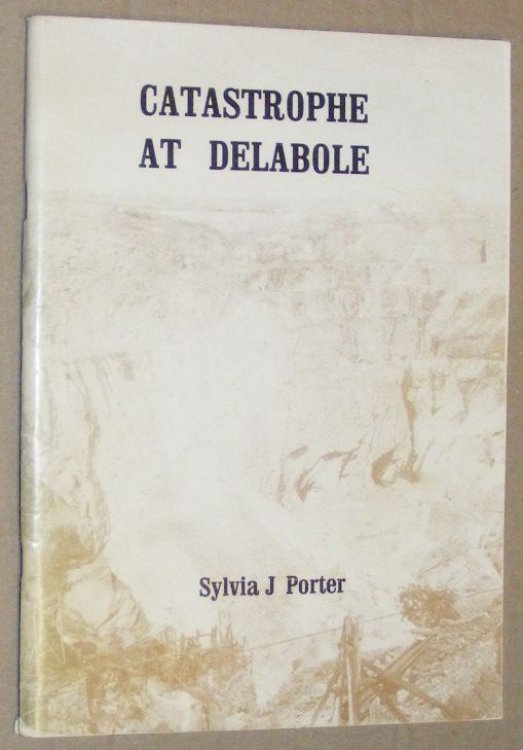 CATASTROPHE
AT DELABOLE
Sylvia J Porter